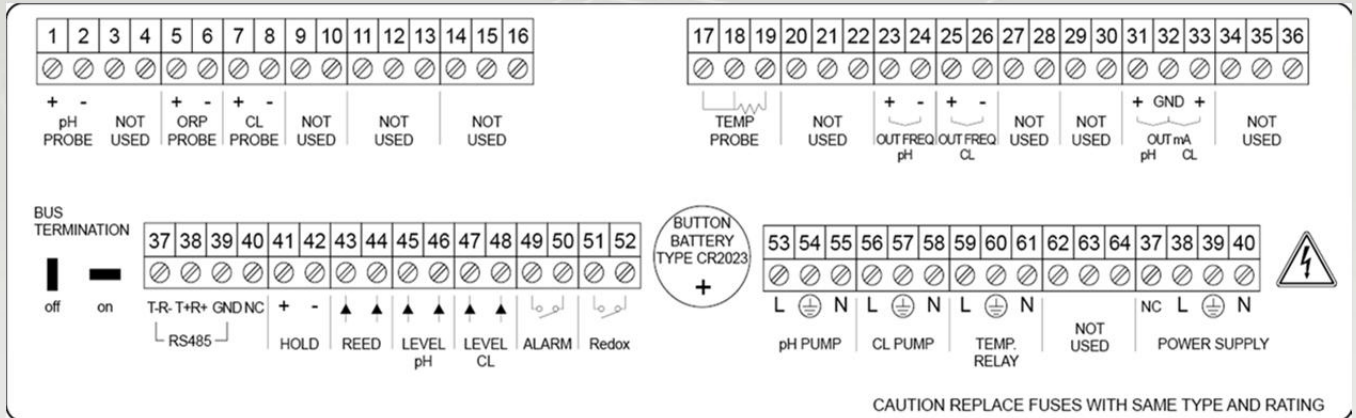 1 2 3 4 5 6 7 8 9 10 11 12 13 14 15 16
+ - + - + -
pH PROBE NOT USED ORP PROBE CL PROBE NOT USED NOT USED NOT USED
17 18 19 20 21 22 23 24 25 26 27 28 29 30 31 32 33 34 35 36
+ - + - + GND +
TEMP PROBE NOT USED OUT FREQ pH OUT FREQ CL NOT USED NOT USED OUT mA pH CL NOT USED
BUS
TERMINATION
off on
37 38 39 40 41 42 43 44 45 46 47 48 49 50 51 52
T-R- T+R+ GND NC + -
RS485 HOLD REED LEVEL pH LEVEL CL ALARM Redox
BUTTON
BATTERY
TYPE CR2023
+
53 54 55 56 57 58 59 60 61 62 63 64 37 38 39 40
L N L N L N NC L N
pH PUMP CL PUMP TEMP. RELAY NOT USED POWER SUPPLY
CAUTION REPLACE FUSES WITH SAME TYPE AND RATING